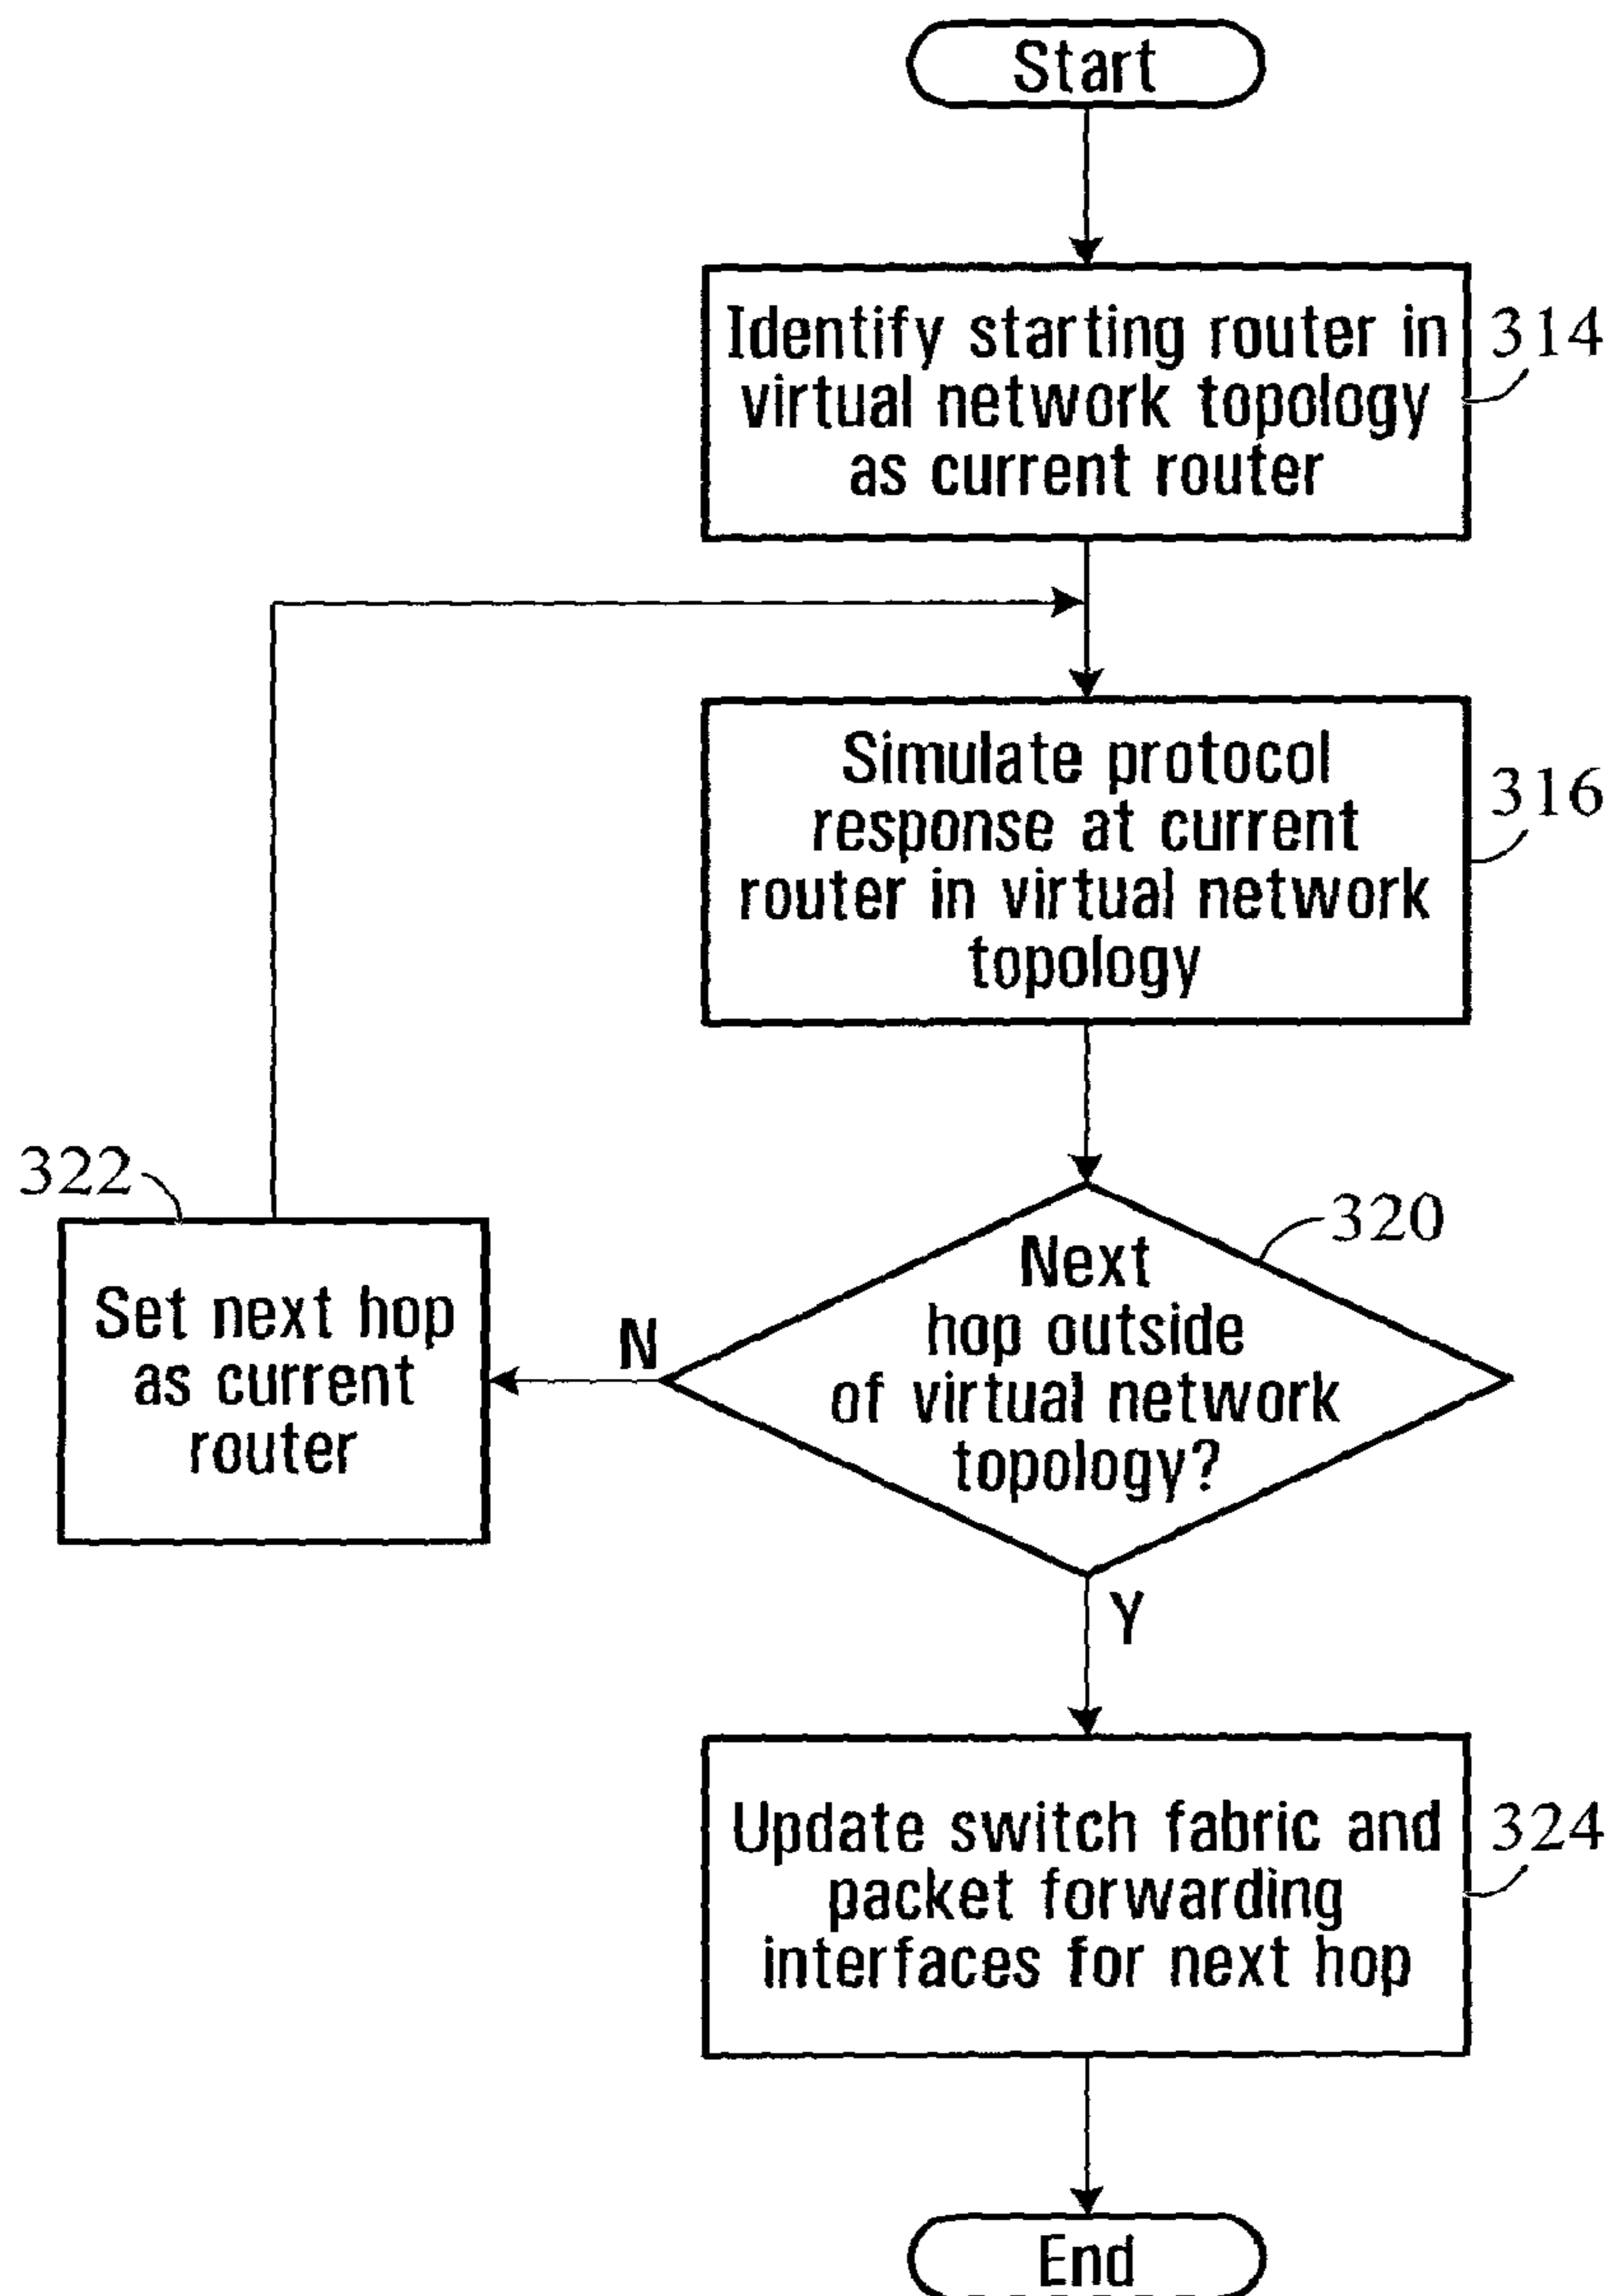 Start
Identify starting router in
virtual network topology
as current router
314
Simulate protocol
response at current
router in virtual network
topology
316
322
Set next hop
as current
router
N
320
Next
hop outside
of virtual network
topology?
Y
Update switch fabric and
packet forwarding
interfaces for next hop
324
End